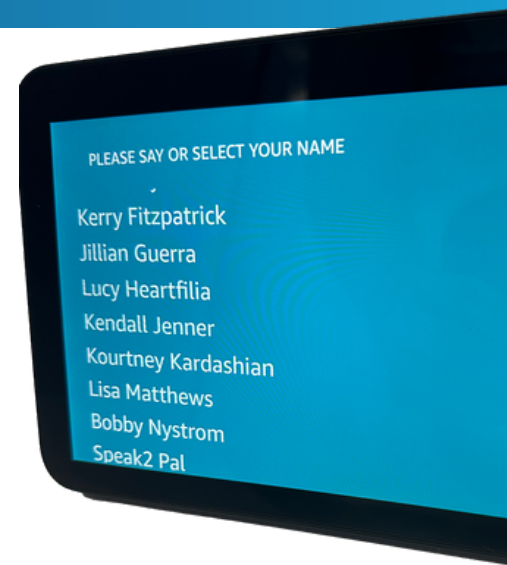 PLEASE SAY OR SELECT YOUR NAME
Kerry Fitzpatrick
Jillian Guerra
Lucy Heartfilia
Kendall Jenner
Kourtney Kardashian
Lisa Matthews
Bobby Nystrom
Speak2 Pal